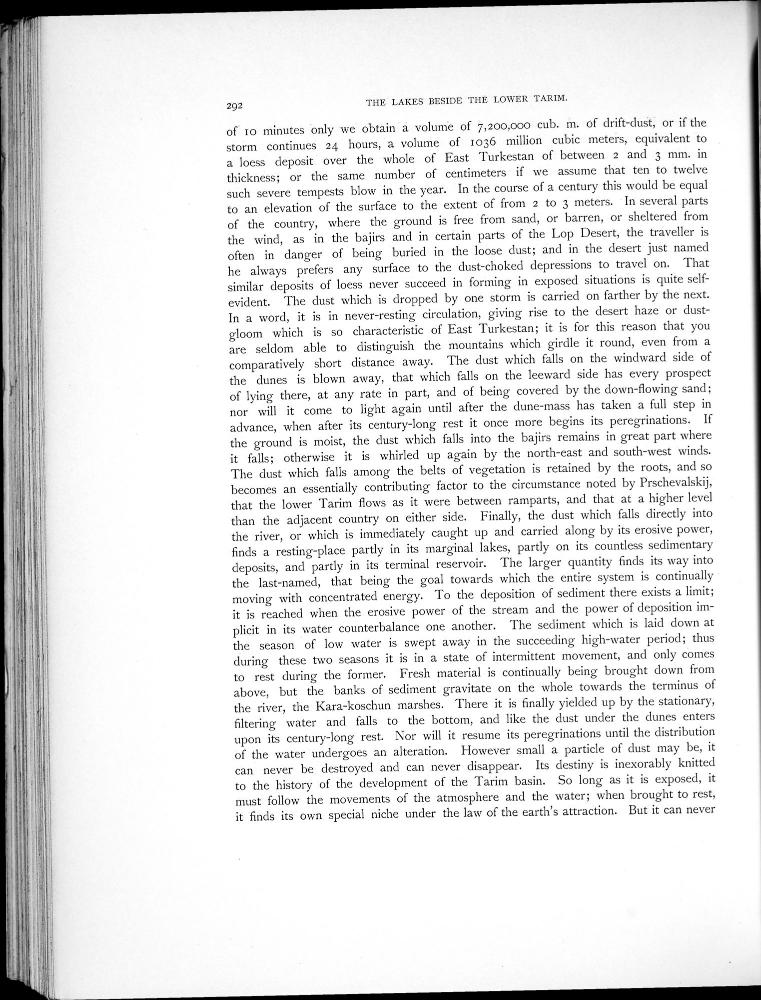 292
THE LAKES BESIDE THE LOWER TARIM.
of 10 minutes only we obtain a volume of 7,200,000 cub. m. of drift-dust, or if the
storm continues 24 hours, a volume of 1036 million cubic meters, equivalent to
a loess deposit over the whole of East Turkestan of between 2 and 3 mm. in
thickness; or the same number of centimeters if we assume that ten to twelve
such severe tempests blow in the year. In the course of a century this would be equal
to an elevation of the surface to the extent of from 2 to 3 meters. In several parts
of the country, where the ground is free from sand, or barren, or sheltered from
the wind, as in the bajirs and in certain parts of the Lop Desert, the traveller is
often in danger of being buried in the loose dust; and in the desert just named
he always prefers any surface to the dust-choked depressions to travel on. That
similar deposits of loess never succeed in forming in exposed situations is quite self-
evident. The dust which is dropped by one storm is carried on farther by the next.
In a word, it is in never-resting circulation, giving rise to the desert haze or dust-
gloom which is so characteristic of East Turkestan; it is for this reason that you
are seldom able to distinguish the mountains which girdle it round, even from a
comparatively short distance away. The dust which falls on the windward side of
the dunes is blown away, that which falls on the leeward side has every prospect
of lying there, at any rate in part, and of being covered by the down-flowing sand;
nor will it come to light again until after the dune-mass has taken a full step in
advance, when after its century-long rest it once more begins its peregrinations. If
the ground is moist, the dust which falls into the bajirs remains in great part where
it falls; otherwise it is whirled up again by the north-east and south-west winds.
The dust which falls among the belts of vegetation is retained by the roots, and so
becomes an essentially contributing factor to the circumstance noted by Prschevalskij,
that the lower Tarim flows as it were between ramparts, and that at a higher level
than the adjacent country on either side. Finally, the dust which falls directly into
the river, or which is immediately caught up and carried along by its erosive power,
finds a resting-place partly in its marginal lakes, partly on its countless sedimentary
deposits, and partly in its terminal reservoir. The larger quantity finds its way into
the last-named, that being the goal towards which the entire system is continually
moving with concentrated energy. To the deposition of sediment there exists a limit;
it is reached when the erosive power of the stream and the power of deposition im-
plicit in its water counterbalance one another. The sediment which is laid down at
the season of low water is swept away in the succeeding high-water period; thus
during these two seasons it is in a state of intermittent movement, and only comes
to rest during the former. Fresh material is continually being brought down from
above, but the banks of sediment gravitate on the whole towards the terminus of
the river, the Kara-koschun marshes. There it is finally yielded up by the stationary,
filtering water and falls to the bottom, and like the dust under the dunes enters
upon its century-long rest. Nor will it resume its peregrinations until the distribution
of the water undergoes an alteration. However small a particle of dust may be, it
can never be destroyed and can never disappear. Its destiny is inexorably knitted
to the history of the development of the Tarim basin. So long as it is exposed, it
must follow the movements of the atmosphere and the water; when brought to rest,
it finds its own special niche under the law of the earth's attraction. But it can never